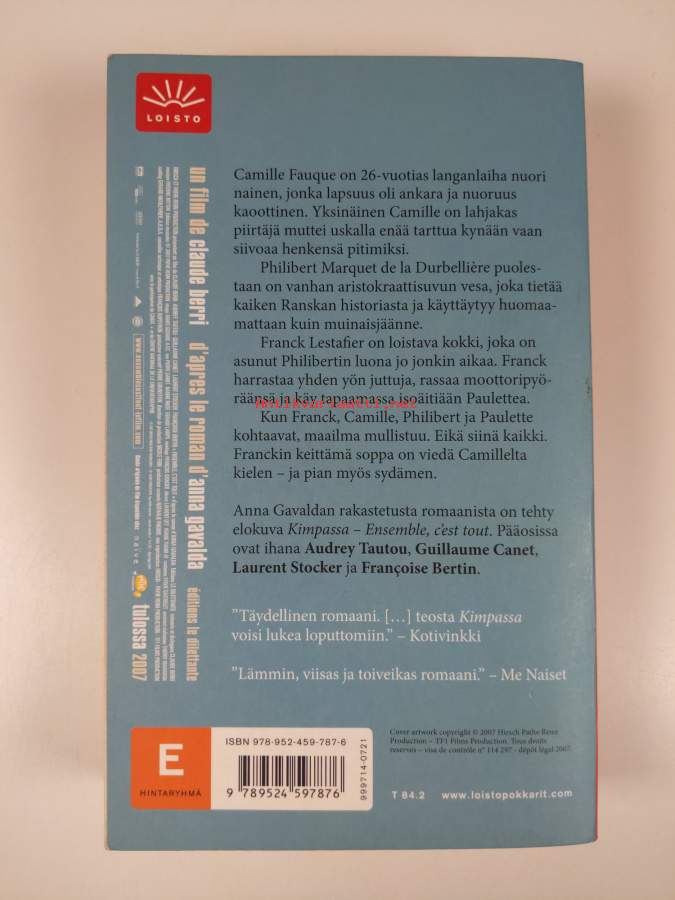 LOISTO
Camille Fauque on 26-vuotias langanlaiha nuori
nainen, jonka lapsuus oli ankara ja nuoruus
kaoottinen. Yksinäinen Camille on lahjakas
piirtäjä muttei uskalla enää tarttua kynään vaan
siivoaa henkensä pitimiksi.
Philibert Marquet de la Durbellière puoles-
taan on vanhan aristokraattisuvun vesa, joka tietää
kaiken Ranskan historiasta ja käyttäytyy huomaa-
mattaan kuin muinaisjäänne.
Franck Lestafier on loistava kokki, joka on
asunut Philibertin luona jo jonkin aikaa. Franck
harrastaa yhden yön juttuja, rassaa moottoripyö-
räänsä ja käy tapaamassa isoäitiään Paulettea.
Kun Franck, Camille, Philibert ja Paulette
kohtaavat, maailma mullistuu. Eikä siinä kaikki.
Franckin keittämä soppa on viedä Camillelta
kielen – ja pian myös sydämen.
Anna Gavaldan rakastetusta romaanista on tehty
elokuva Kimpassa – Ensemble, c'est tout. Pääosissa
ovat ihana Audrey Tautou, Guillaume Canet,
Laurent Stocker ja Françoise Bertin.
"Täydellinen romaani. […] teosta Kimpassa
voisi lukea loputtomiin." – Kotivinkki
"Lämmin, viisas ja toiveikas romaani." – Me Naiset
un film de claude berri d'après le roman d'anna gavalda éditions le dilettante
www.ensemblecesttout-lefilm.com
naïve
tulossa 2007
E
HINTARYHMÄ
ISBN 978-952-459-787-6
9 789524 597876
999714-0721
Cover artwork copyright © 2007 Hirsch Pathe Renn
Production – TF1 Films Production. Tous droits
reserves – visa de contrôle n° 114 297 - dépôt légal 2007.
T 84.2 www.loistopokkarit.com